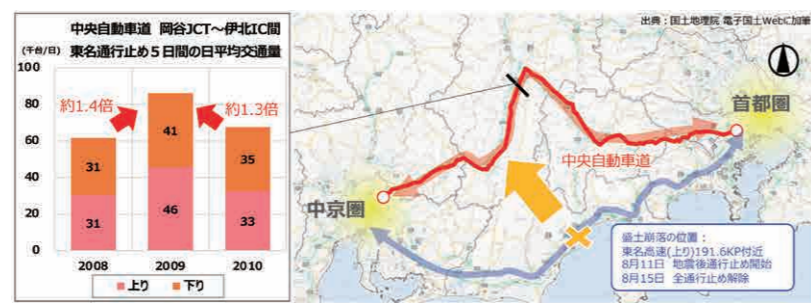 中央自動車道 岡谷JCT～伊北IC間
東名通行止め５日間の日平均交通量
(千台/日)
100
80
60
40
20
0
約1.4倍
約1.3倍
31
41
35
31
46
33
2008
2009
2010
上り
下り
出典：国土地理院 電子国土Webに加筆
首都圏
中央自動車道
中京圏
盛土崩落の位置：
東名高速(上り)191.6KP付近
8月11日 地震後通行止め開始
8月15日 全通行止め解除